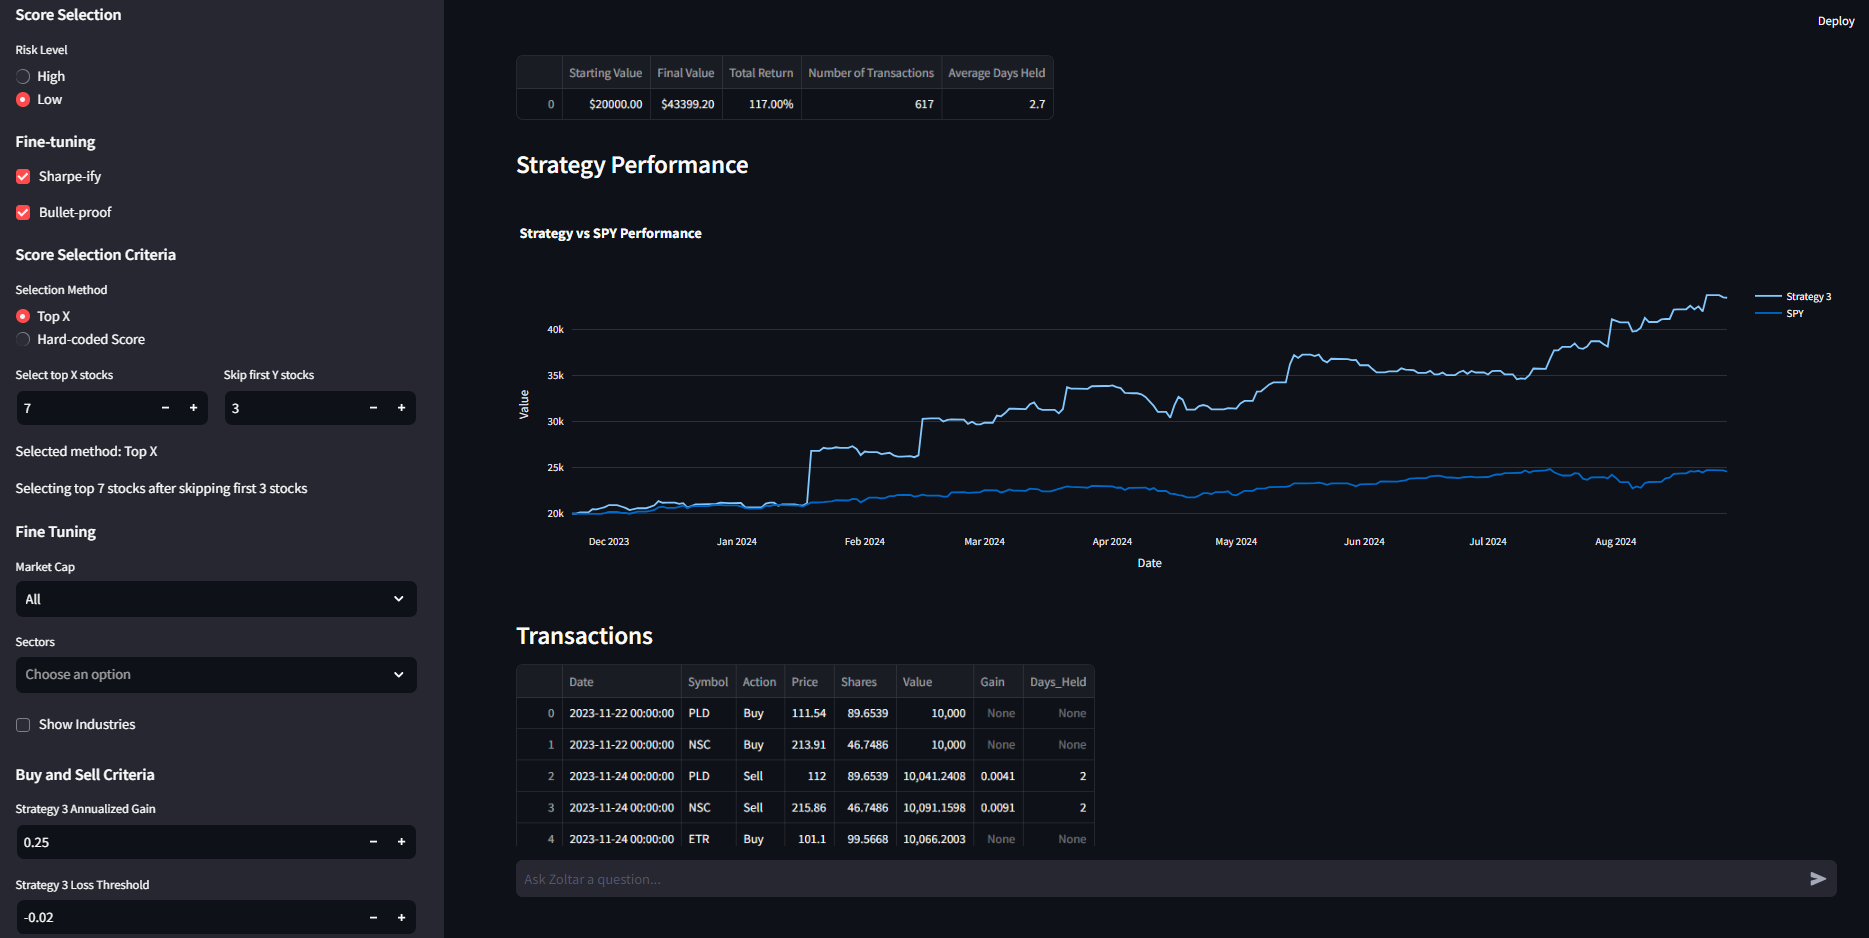 Score Selection
Risk Level
High
Low
Fine-tuning
Sharpe-ify
Bullet-proof
Score Selection Criteria
Selection Method
Top X
Hard-coded Score
Select top X stocks Skip first Y stocks
7 − + 3 − +
Selected method: Top X
Selecting top 7 stocks after skipping first 3 stocks
Fine Tuning
Market Cap
All
Sectors
Choose an option
Show Industries
Buy and Sell Criteria
Strategy 3 Annualized Gain
0.25 − +
Strategy 3 Loss Threshold
-0.02 − +
Deploy
Starting Value Final Value Total Return Number of Transactions Average Days Held
0 $20000.00 $43399.20 117.00% 617 2.7
Strategy Performance
Strategy vs SPY Performance
Strategy 3
SPY
Value
40k
35k
30k
25k
20k
Dec 2023 Jan 2024 Feb 2024 Mar 2024 Apr 2024 May 2024 Jun 2024 Jul 2024 Aug 2024
Date
Transactions
Date Symbol Action Price Shares Value Gain Days_Held
0 2023-11-22 00:00:00 PLD Buy 111.54 89.6539 10,000 None None
1 2023-11-22 00:00:00 NSC Buy 213.91 46.7486 10,000 None None
2 2023-11-24 00:00:00 PLD Sell 112 89.6539 10,041.2408 0.0041 2
3 2023-11-24 00:00:00 NSC Sell 215.86 46.7486 10,091.1598 0.0091 2
4 2023-11-24 00:00:00 ETR Buy 101.1 99.5668 10,066.2003 None None
Ask Zoltar a question...